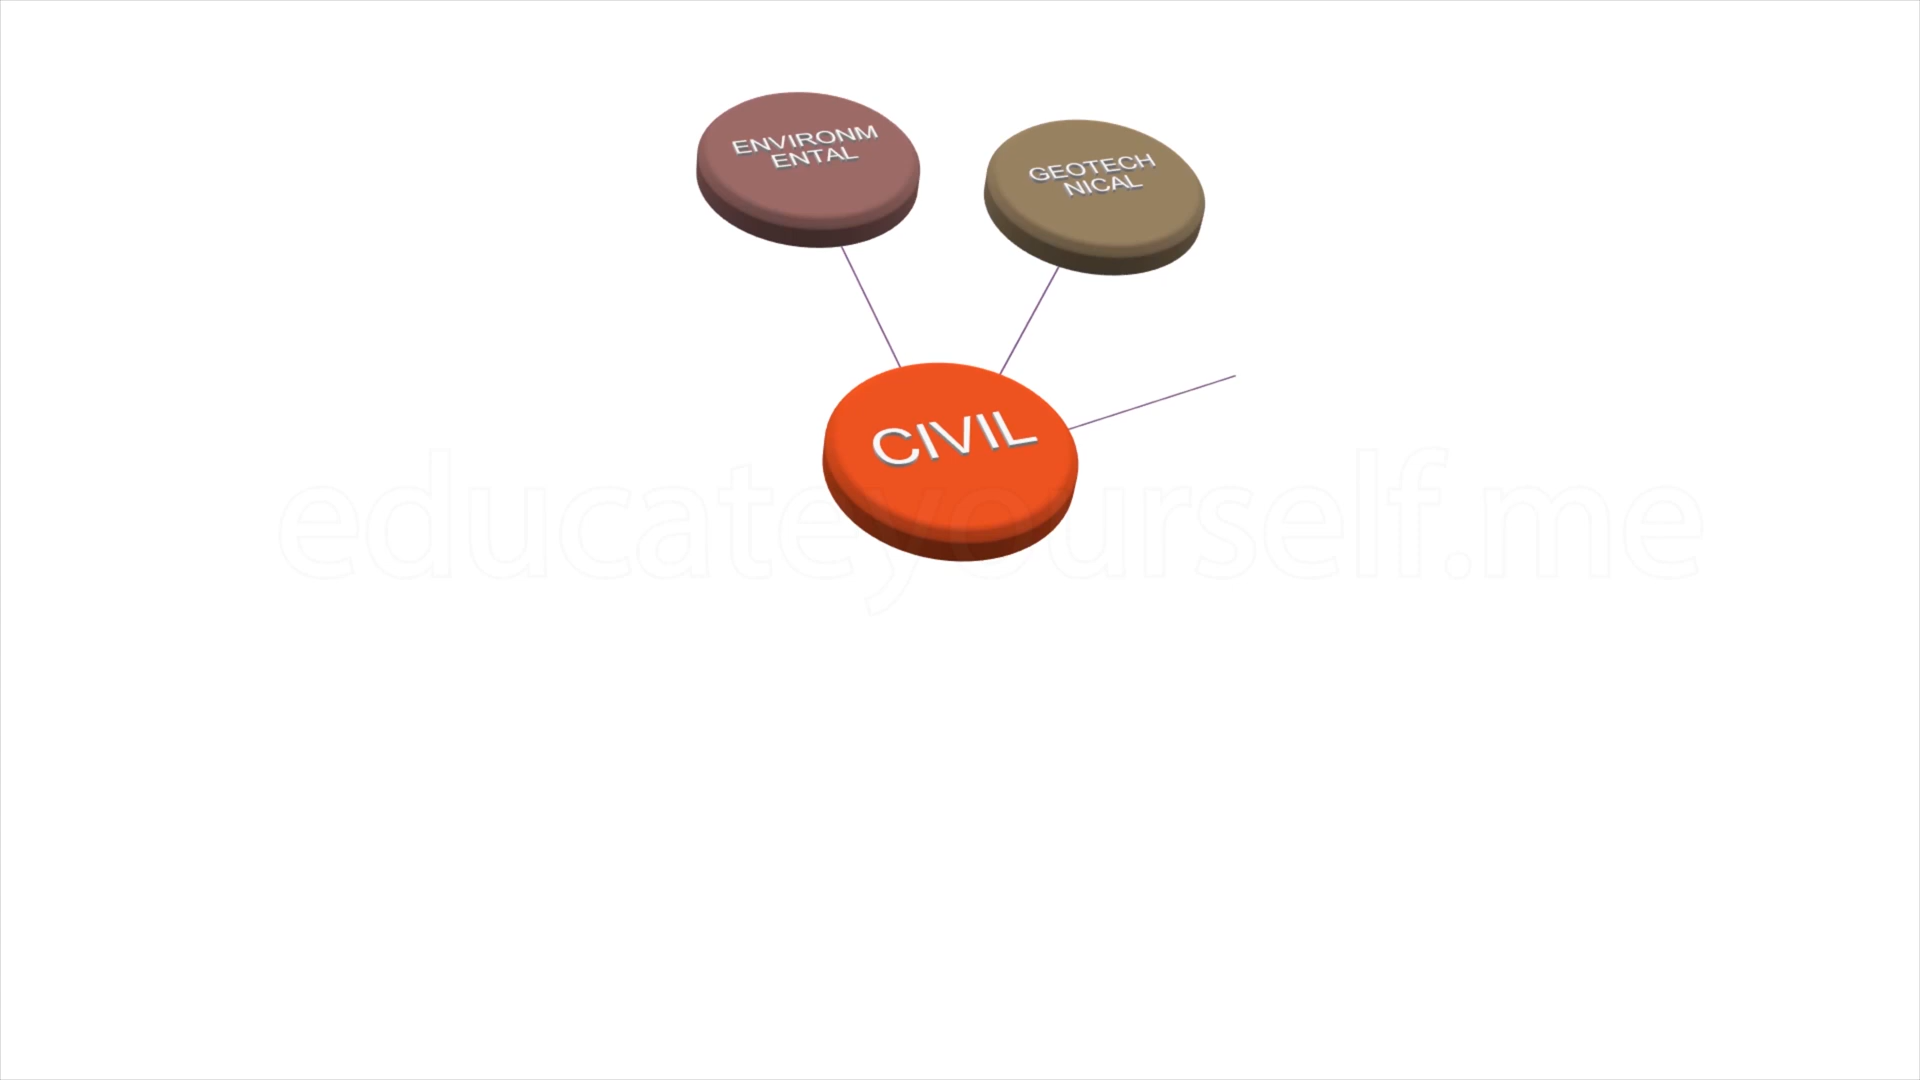 ENVIRONM
ENTAL
GEOTECH
NICAL
CIVIL
educateyourself.me